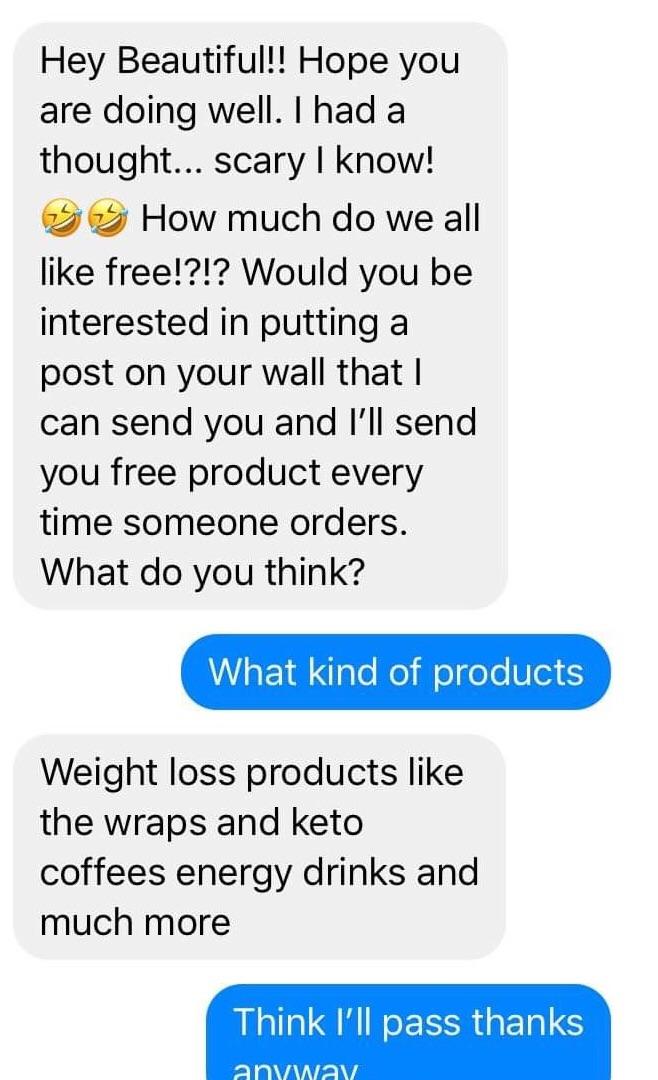 Hey Beautiful!! Hope you
are doing well. I had a
thought... scary I know!
🤣🤣 How much do we all
like free!?!? Would you be
interested in putting a
post on your wall that I
can send you and I’ll send
you free product every
time someone orders.
What do you think?
What kind of products
Weight loss products like
the wraps and keto
coffees energy drinks and
much more
Think I’ll pass thanks
anyway